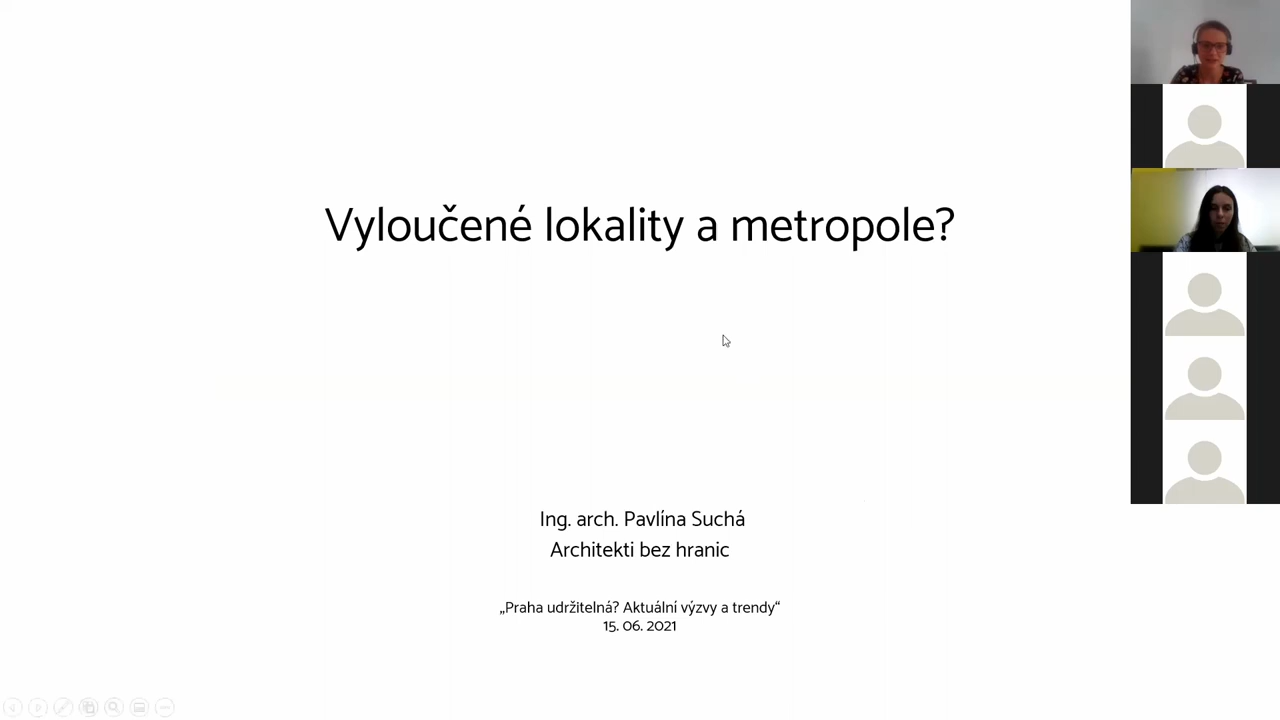 Vyloučené lokality a metropole?
Ing. arch. Pavlína Suchá
Architekti bez hranic
„Praha udržitelná? Aktuální výzvy a trendy“
15. 06. 2021